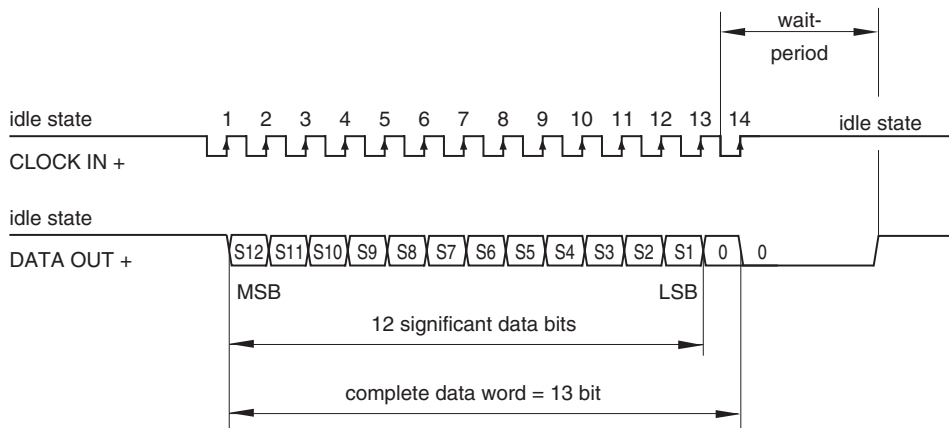 wait-
period
idle state
1 2 3 4 5 6 7 8 9 10 11 12 13 14
idle state
CLOCK IN +
idle state
DATA OUT +
S12 S11 S10 S9 S8 S7 S6 S5 S4 S3 S2 S1 0 0
MSB LSB
12 significant data bits
complete data word = 13 bit